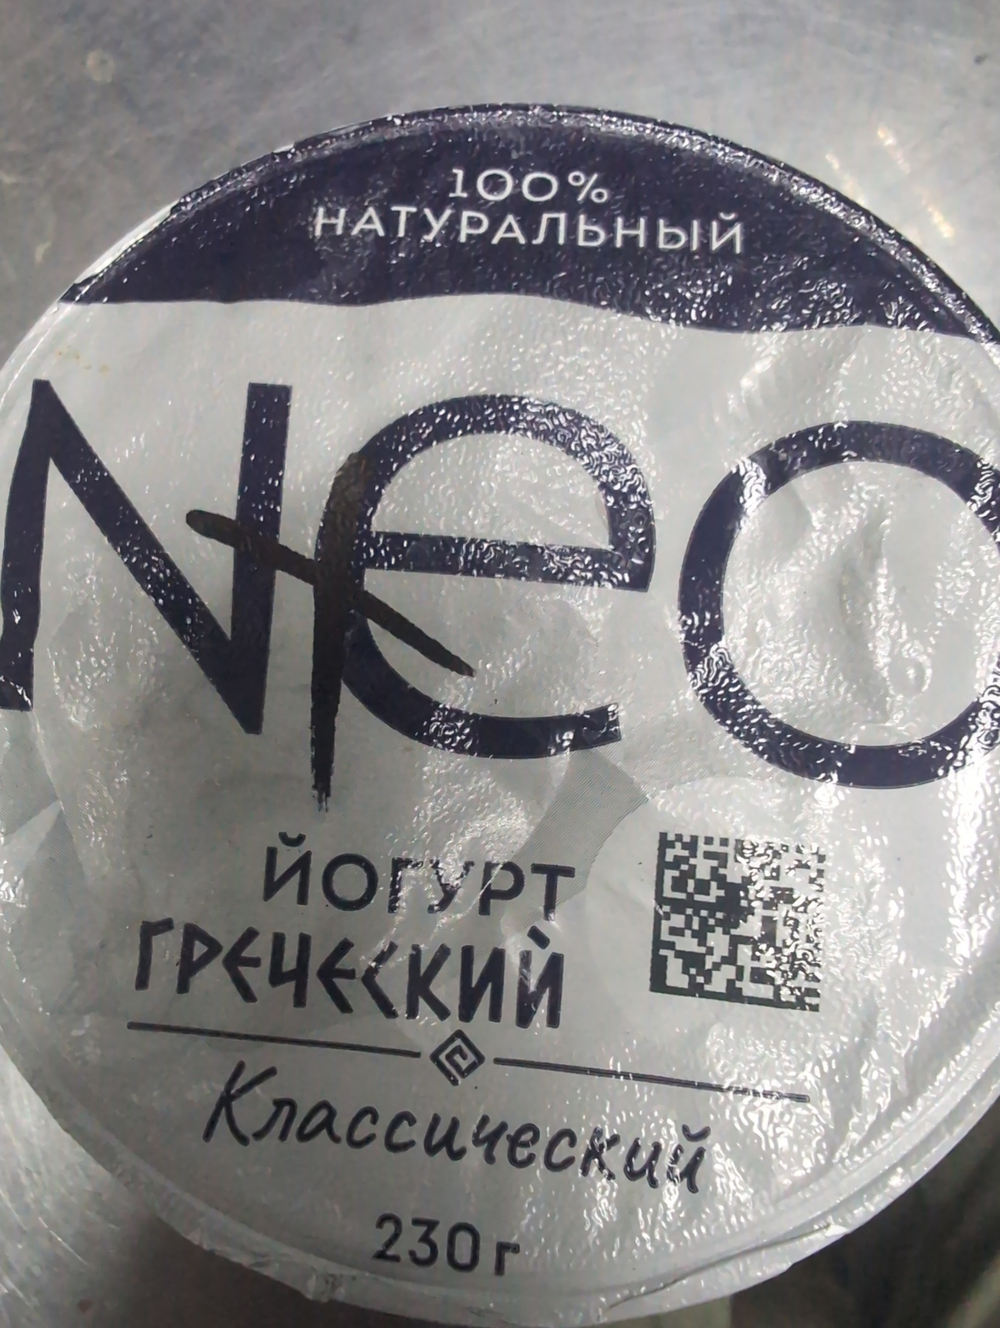 100%
НАТУРАЛЬНЫЙ
Neo
ЙОГУРТ
ГРЕЧЕСКИЙ
Классический
230 г